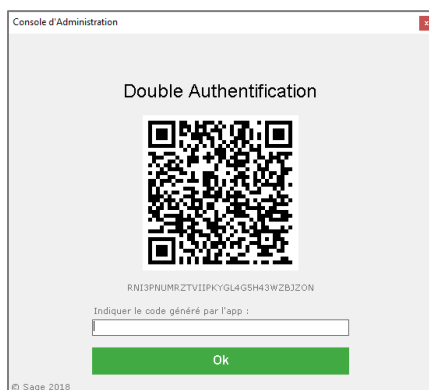 Console d'Administration
x
Double Authentification
RNI3PNUMRZTVIIPKYGL4G5H43WZBJZON
Indiquer le code généré par l'app :
Ok
© Sage 2018